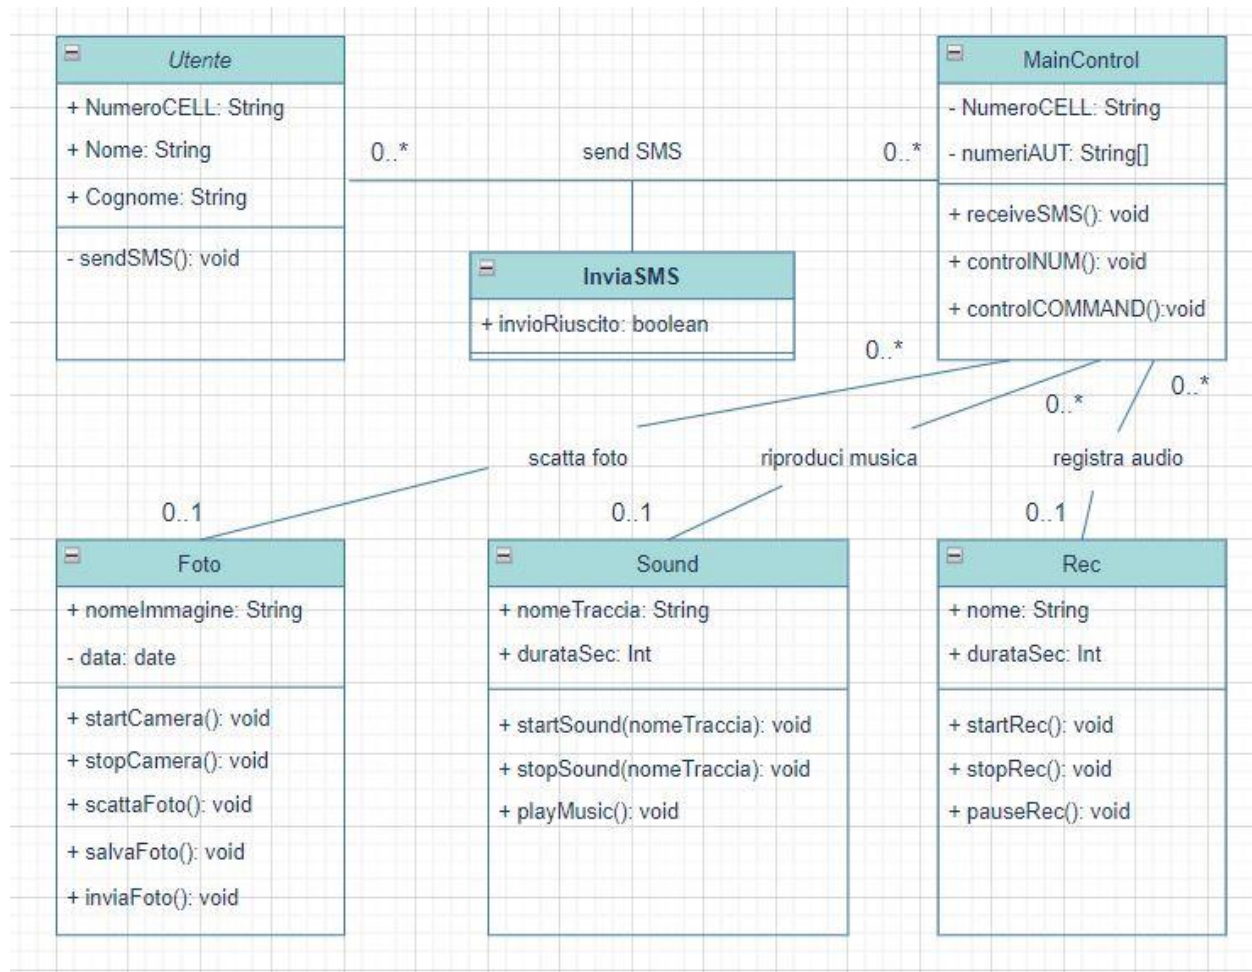 Utente
+ NumeroCELL: String
+ Nome: String
+ Cognome: String
- sendSMS(): void
0..*
send SMS
0..*
InviaSMS
+ invioRiuscito: boolean
MainControl
- NumeroCELL: String
- numeriAUT: String[]
+ receiveSMS(): void
+ controlNUM(): void
+ controlCOMMAND():void
0..*
0..*
0..*
scatta foto
riproduci musica
registra audio
0..1
0..1
0..1
Foto
+ nomeImmagine: String
- data: date
+ startCamera(): void
+ stopCamera(): void
+ scattaFoto(): void
+ salvaFoto(): void
+ inviaFoto(): void
Sound
+ nomeTraccia: String
+ durataSec: Int
+ startSound(nomeTraccia): void
+ stopSound(nomeTraccia): void
+ playMusic(): void
Rec
+ nome: String
+ durataSec: Int
+ startRec(): void
+ stopRec(): void
+ pauseRec(): void